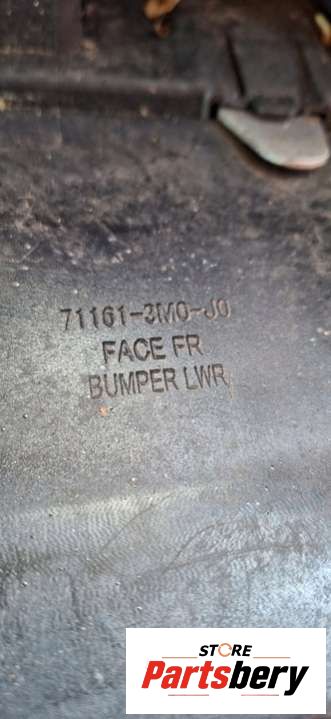 71161-3M0-J0
FACE FR
BUMPER LWR
STORE
Partsbery